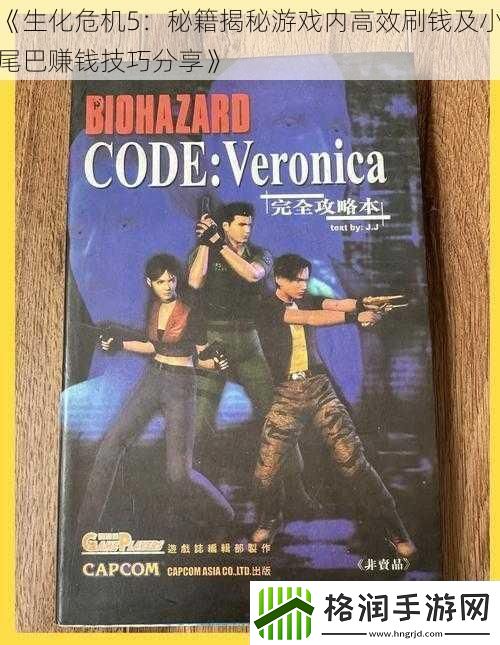 《生化危机5：秘籍揭秘游戏内高效刷钱及小
尾巴赚钱技巧分享》
BIOHAZARD
CODE:Veronica
完全攻略本
text by: J.J
GAME PLAYERS
遊戲誌編輯部製作
CAPCOM
CAPCOM ASIA CO.,LTD.出版
《非賣品》
格润手游网
www.hngrjd.com